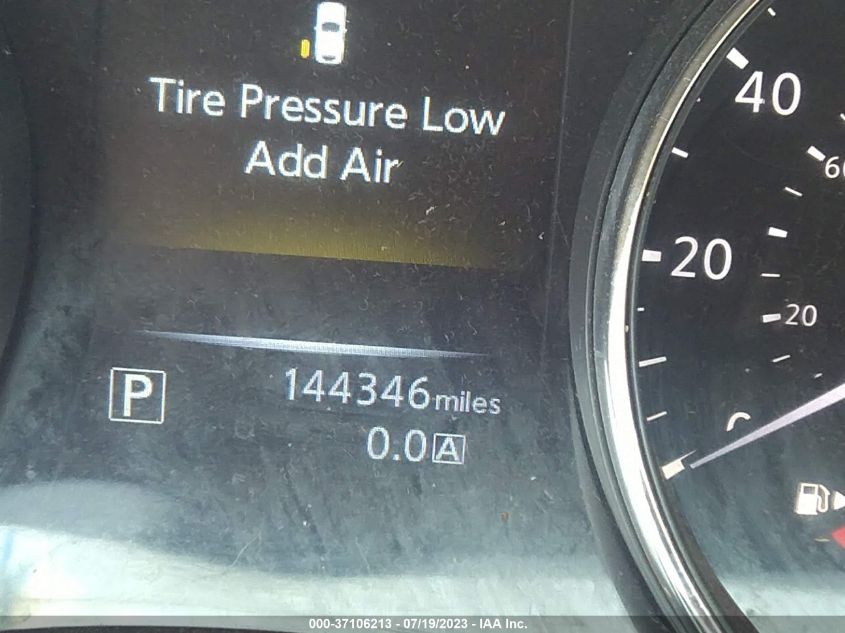 Tire Pressure Low
Add Air
P
144346 miles
0.0 A
40
20
60
20
000-37106213 - 07/19/2023 - IAA Inc.